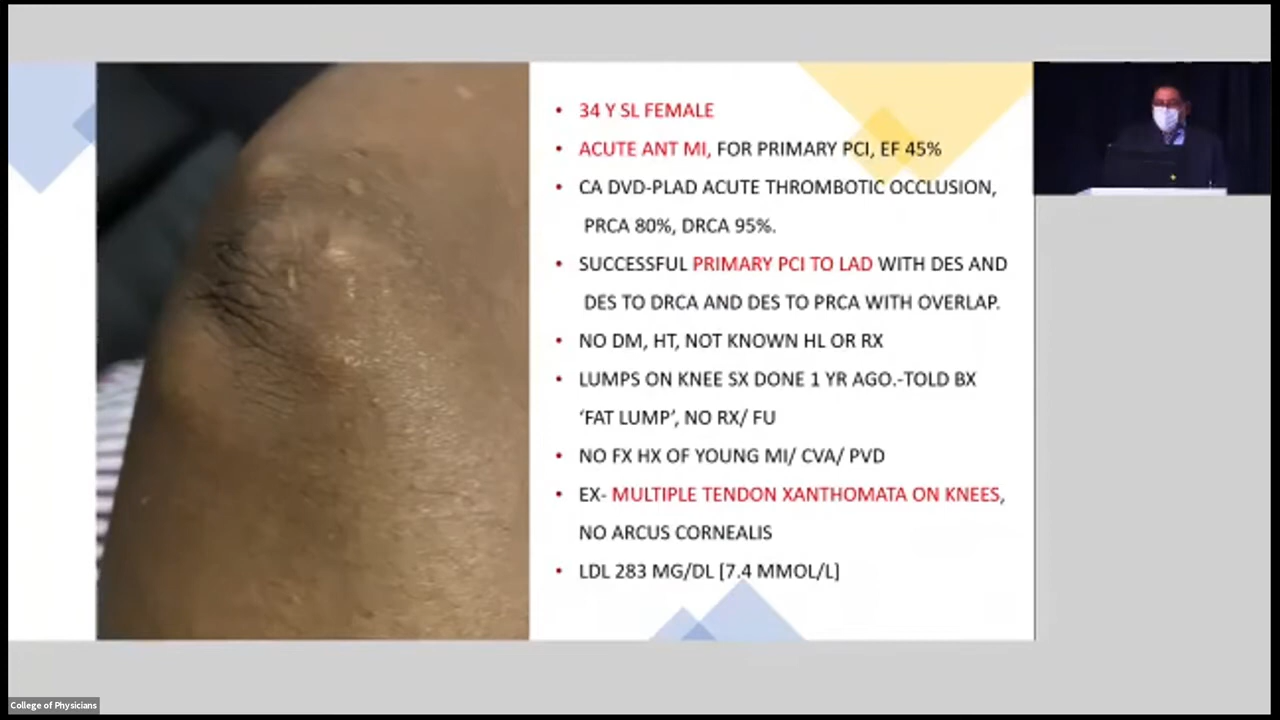 • 34 Y SL FEMALE
• ACUTE ANT MI, FOR PRIMARY PCI, EF 45%
• CA DVD-PLAD ACUTE THROMBOTIC OCCLUSION,
PRCA 80%, DRCA 95%.
• SUCCESSFUL PRIMARY PCI TO LAD WITH DES AND
DES TO DRCA AND DES TO PRCA WITH OVERLAP.
• NO DM, HT, NOT KNOWN HL OR RX
• LUMPS ON KNEE SX DONE 1 YR AGO.-TOLD BX
‘FAT LUMP’, NO RX/ FU
• NO FX HX OF YOUNG MI/ CVA/ PVD
• EX- MULTIPLE TENDON XANTHOMATA ON KNEES,
NO ARCUS CORNEALIS
• LDL 283 MG/DL [7.4 MMOL/L]
College of Physicians